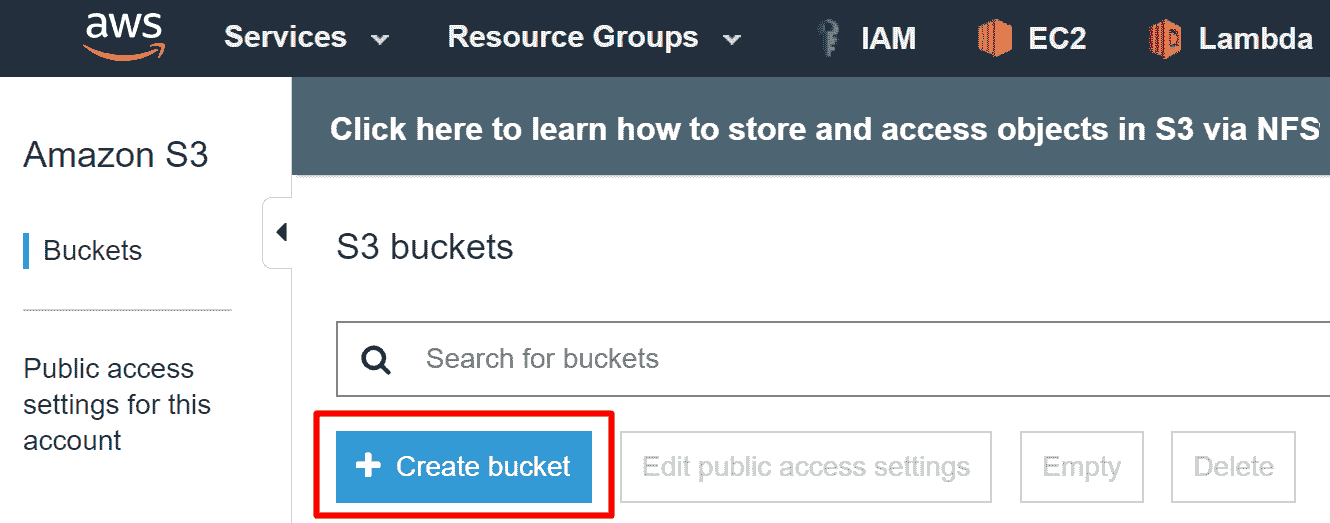 aws Services Resource Groups IAM EC2 Lambda
Click here to learn how to store and access objects in S3 via NFS
Amazon S3
Buckets
Public access
settings for this
account
S3 buckets
Search for buckets
Create bucket Edit public access settings Empty Delete